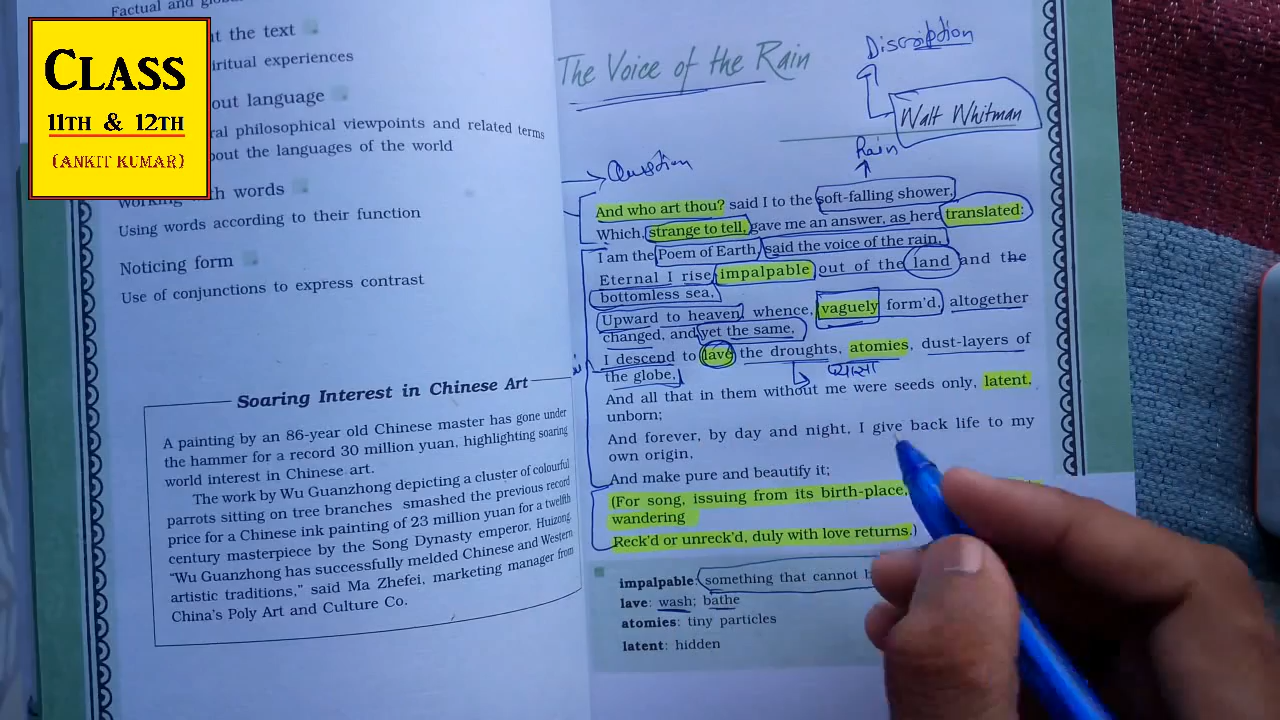 CLASS
11TH & 12TH
(ANKIT KUMAR)
Factual and
t the text
iritual experiences
out language
ral philosophical viewpoints and related terms
bout the languages of the world
with words
Using words according to their function
Noticing form
Use of conjunctions to express contrast
Soaring Interest in Chinese Art
A painting by an 86-year old Chinese master has gone under
the hammer for a record 30 million yuan, highlighting soaring
world interest in Chinese art.
The work by Wu Guanzhong depicting a cluster of colourful
parrots sitting on tree branches smashed the previous record
price for a Chinese ink painting of 23 million yuan for a twelfth
century masterpiece by the Song Dynasty emperor, Huizong.
"Wu Guanzhong has successfully melded Chinese and Western
artistic traditions," said Ma Zhefei, marketing manager from
China's Poly Art and Culture Co.
The Voice of the Rain
Walt Whitman
Rain
Question
And who art thou? said I to the soft-falling shower,
Which, strange to tell, gave me an answer, as here translated:
I am the Poem of Earth, said the voice of the rain,
Eternal I rise impalpable out of the land and the
bottomless sea,
Upward to heaven, whence, vaguely form'd, altogether
changed, and yet the same,
I descend to lave the droughts, atomies, dust-layers of
the globe,
प्यासा
And all that in them without me were seeds only, latent,
unborn;
And forever, by day and night, I give back life to my
own origin,
And make pure and beautify it;
(For song, issuing from its birth-place,
wandering
Reck'd or unreck'd, duly with love returns.)
impalpable: something that cannot
lave: wash; bathe
atomies: tiny particles
latent: hidden